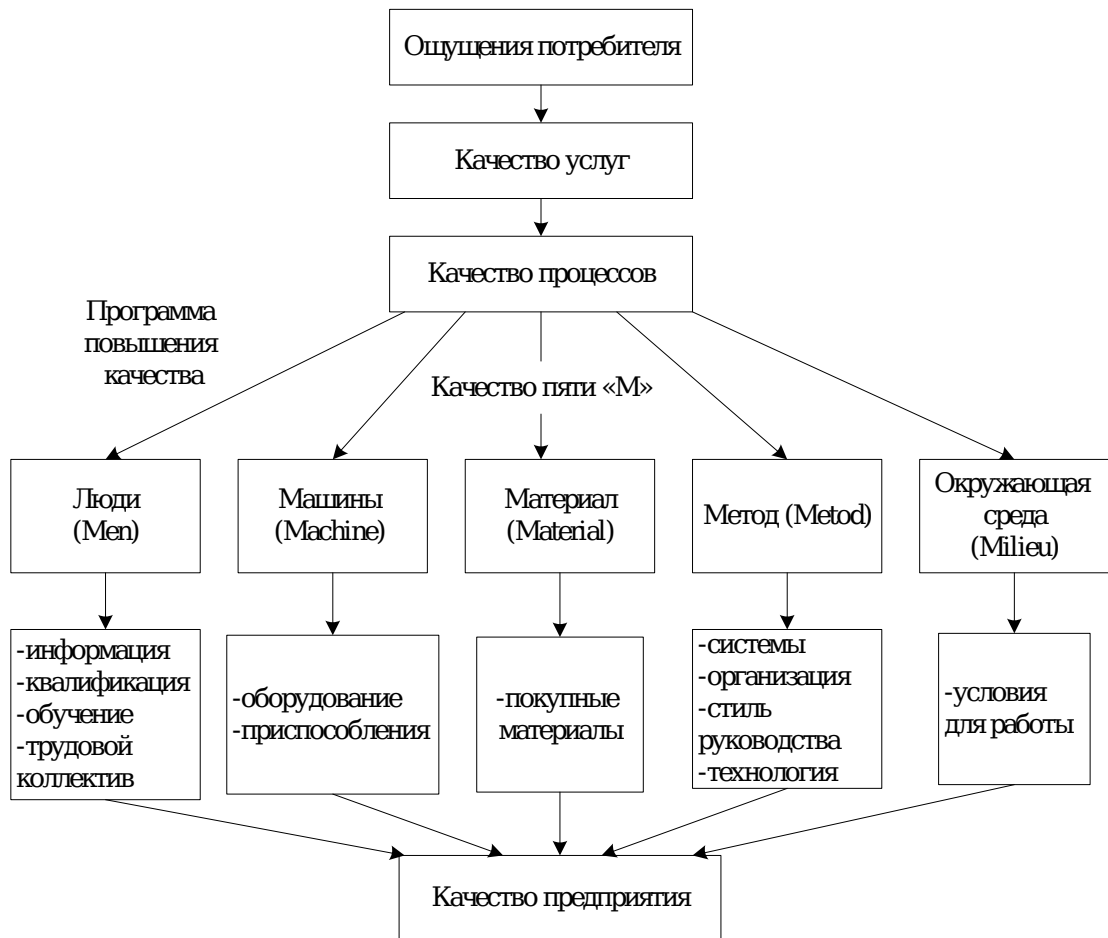 Ощущения потребителя
Качество услуг
Качество процессов
Программа
повышения
качества
Качество пяти «М»
Люди
(Men)
Машины
(Machine)
Материал
(Material)
Метод (Metod)
Окружающая
среда
(Milieu)
-информация
-квалификация
-обучение
-трудовой
коллектив
-оборудование
-приспособления
-покупные
материалы
-системы
-организация
-стиль
руководства
-технология
-условия
для работы
Качество предприятия